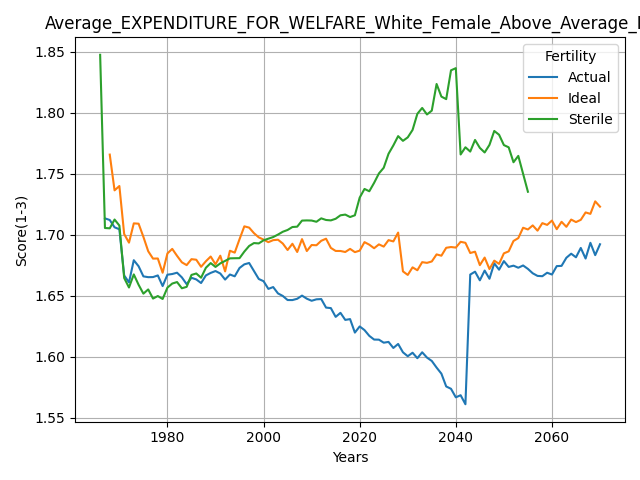 Average_EXPENDITURE_FOR_WELFARE_White_Female_Above_Average_I
Fertility
Actual
Ideal
Sterile
Score(1-3)
1.85
1.80
1.75
1.70
1.65
1.60
1.55
1980 2000 2020 2040 2060
Years